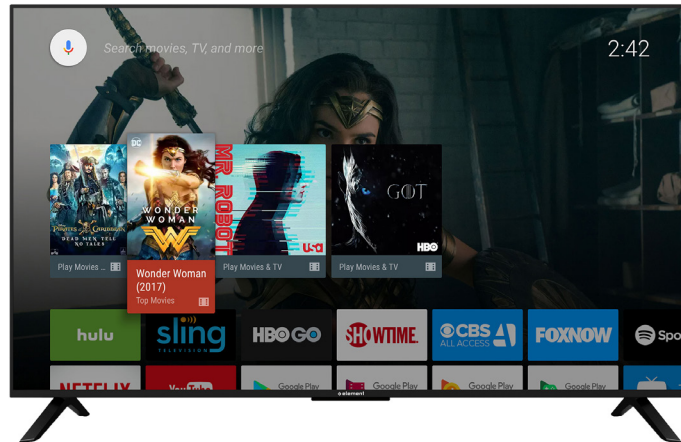 Search movies, TV, and more
2:42
DC
PIRATES of the CARIBBEAN
DEAD MEN TELL
NO TALES
WONDER
WOMAN
MR. ROBOT
usa
GOT
HBO
Play Movies ...
Wonder Woman
(2017)
Top Movies
Play Movies & TV
Play Movies & TV
hulu
sling
TELEVISION
HBO GO
SHOWTIME
CBS
ALL ACCESS
FOXNOW
Spo
NETFLIX
YouTube
Google Play
Google Play
Google Play
Google Play
element